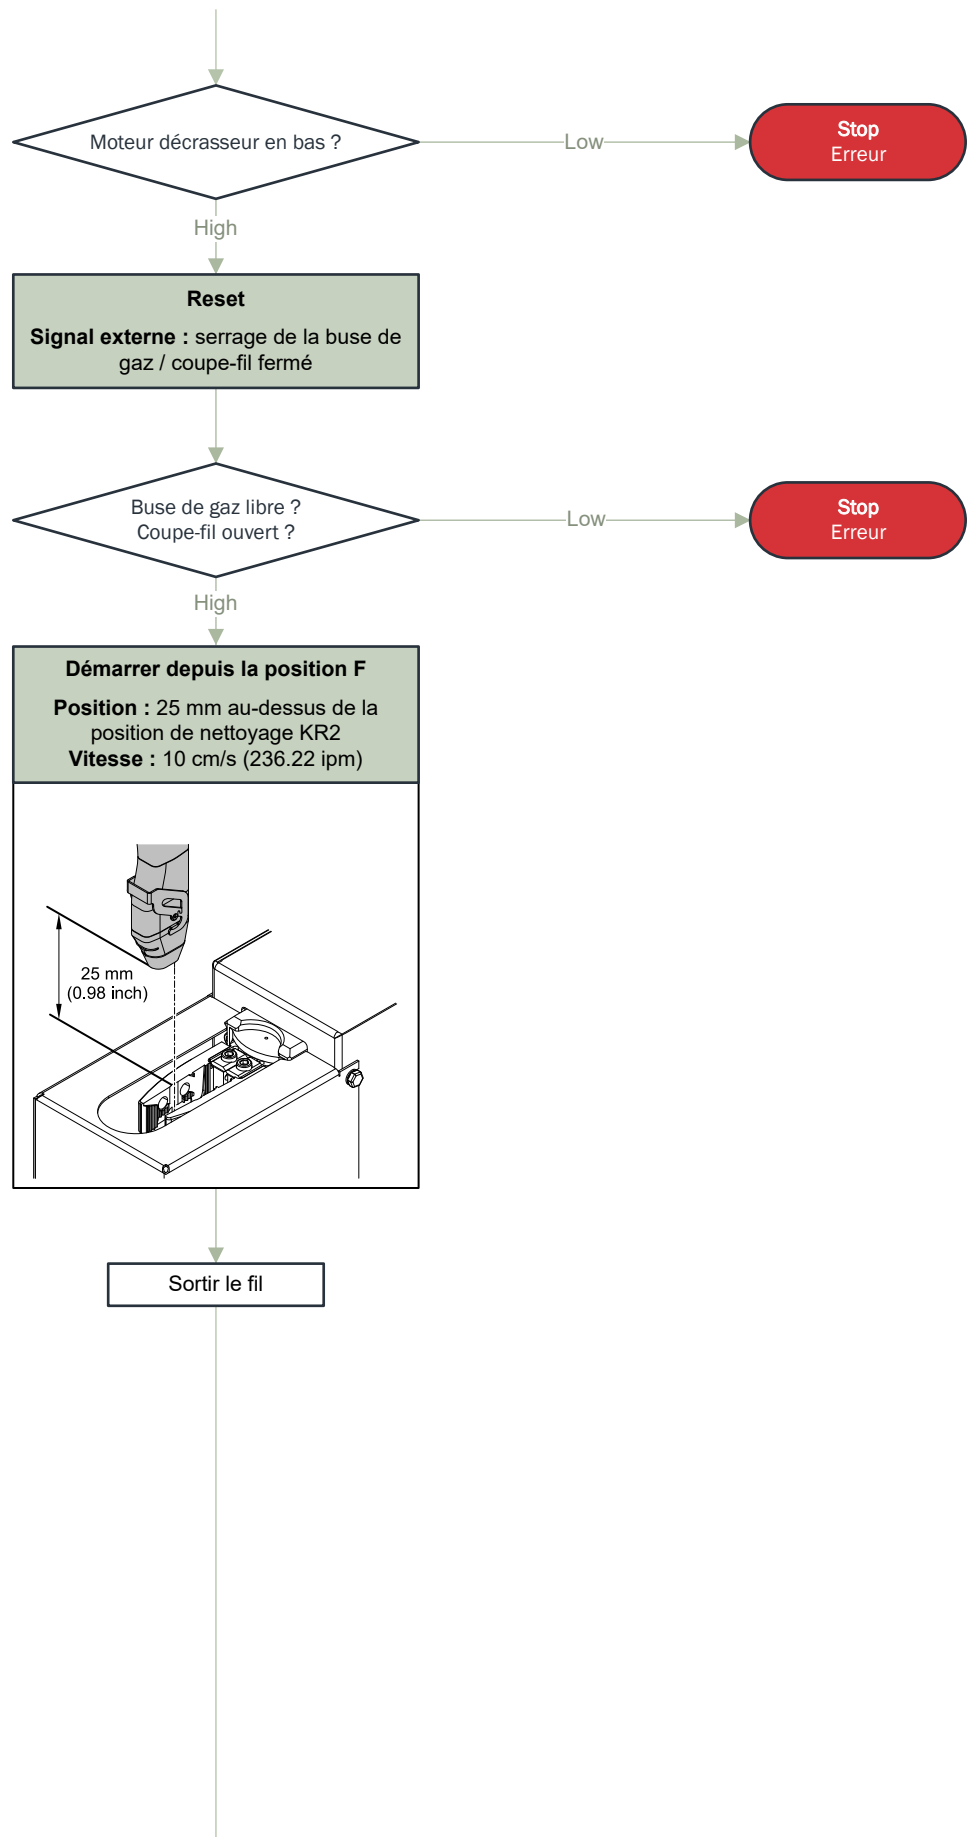 Moteur décrasseur en bas ?
Low
Stop
Erreur
High
Reset
Signal externe : serrage de la buse de
gaz / coupe-fil fermé
Buse de gaz libre ?
Coupe-fil ouvert ?
Low
Stop
Erreur
High
Démarrer depuis la position F
Position : 25 mm au-dessus de la
position de nettoyage KR2
Vitesse : 10 cm/s (236.22 ipm)
25 mm
(0.98 inch)
Sortir le fil